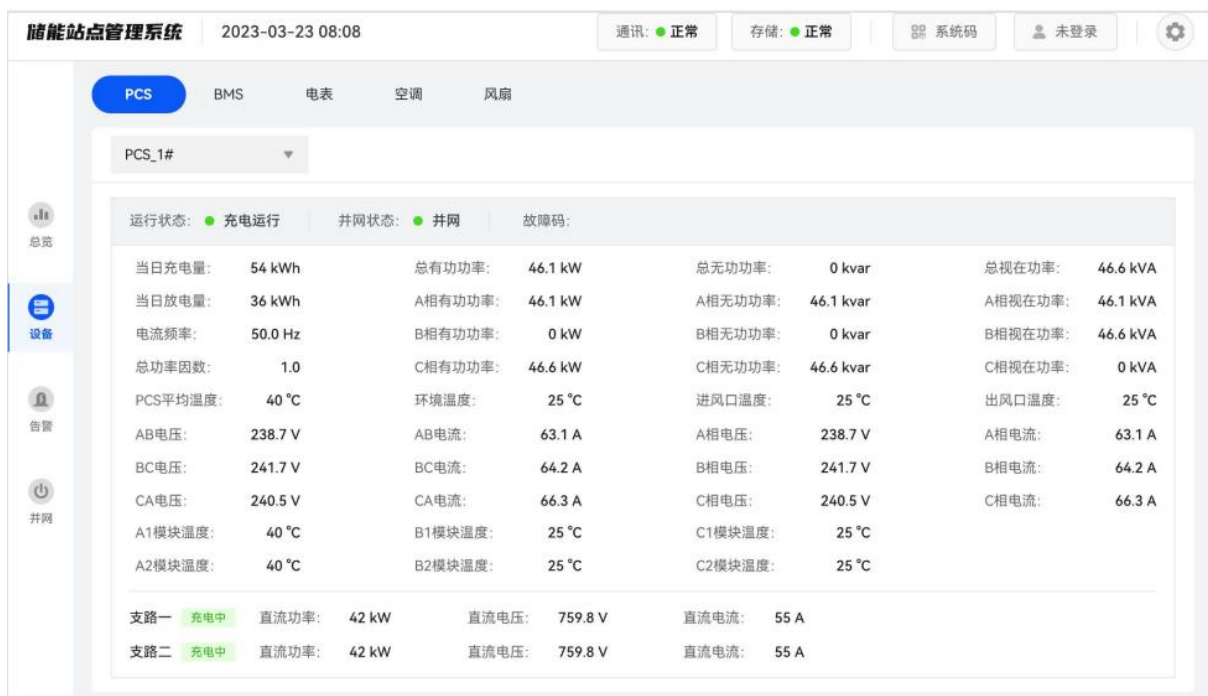 储能站点管理系统 2023-03-23 08:08 通讯: 正常 存储: 正常 系统码 未登录
PCS BMS 电表 空调 风扇
PCS_1#
总览
设备
告警
并网
运行状态: 充电运行 并网状态: 并网 故障码:
当日充电量: 54 kWh 总有功功率: 46.1 kW 总无功功率: 0 kvar 总视在功率: 46.6 kVA
当日放电量: 36 kWh A相有功功率: 46.1 kW A相无功功率: 46.1 kvar A相视在功率: 46.1 kVA
电流频率: 50.0 Hz B相有功功率: 0 kW B相无功功率: 0 kvar B相视在功率: 46.6 kVA
总功率因数: 1.0 C相有功功率: 46.6 kW C相无功功率: 46.6 kvar C相视在功率: 0 kVA
PCS平均温度: 40 °C 环境温度: 25 °C 进风口温度: 25 °C 出风口温度: 25 °C
AB电压: 238.7 V AB电流: 63.1 A A相电压: 238.7 V A相电流: 63.1 A
BC电压: 241.7 V BC电流: 64.2 A B相电压: 241.7 V B相电流: 64.2 A
CA电压: 240.5 V CA电流: 66.3 A C相电压: 240.5 V C相电流: 66.3 A
A1模块温度: 40 °C B1模块温度: 25 °C C1模块温度: 25 °C
A2模块温度: 40 °C B2模块温度: 25 °C C2模块温度: 25 °C
支路一 充电中 直流功率: 42 kW 直流电压: 759.8 V 直流电流: 55 A
支路二 充电中 直流功率: 42 kW 直流电压: 759.8 V 直流电流: 55 A